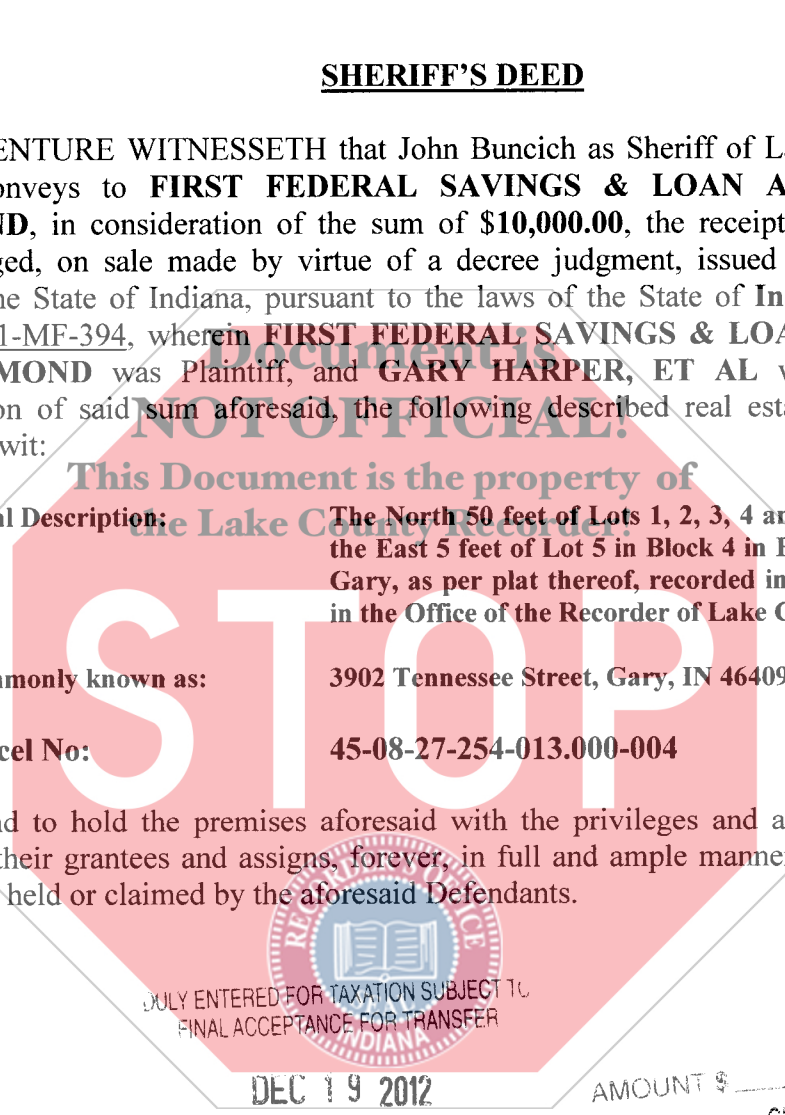 SHERIFF'S DEED
ENTURE WITNESSETH that John Buncich as Sheriff of L
onveys to FIRST FEDERAL SAVINGS & LOAN A
ND, in consideration of the sum of $10,000.00, the receipt
ged, on sale made by virtue of a decree judgment, issued
he State of Indiana, pursuant to the laws of the State of In
1-MF-394, wherein FIRST FEDERAL SAVINGS & LOA
MOND was Plaintiff, and GARY HARPER, ET AL
on of said sum aforesaid, the following described real esta
wit:
Document is
NOT OFFICIAL!
This Document is the property of
the Lake County Recorder!
al Description: The North 50 feet of Lots 1, 2, 3, 4 an
the East 5 feet of Lot 5 in Block 4 in
Gary, as per plat thereof, recorded in
in the Office of the Recorder of Lake C
STOP
mmonly known as: 3902 Tennessee Street, Gary, IN 46409
cel No: 45-08-27-254-013.000-004
nd to hold the premises aforesaid with the privileges and a
their grantees and assigns, forever, in full and ample manner
held or claimed by the aforesaid Defendants.
RECORDER'S OFFICE
SEAL
INDIANA
DULY ENTERED FOR TAXATION SUBJECT TO
FINAL ACCEPTANCE FOR TRANSFER
DEC 19 2012
AMOUNT $